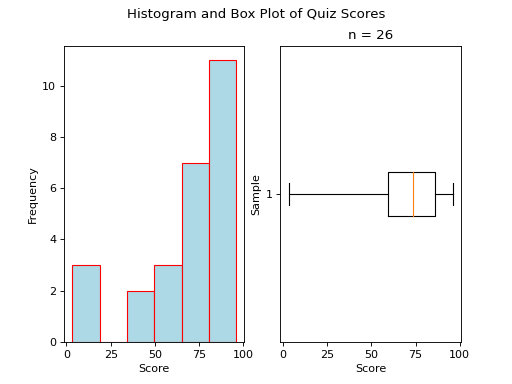 Histogram and Box Plot of Quiz Scores
n = 26
Frequency
10
8
6
4
2
0
0 25 50 75 100
Score
Sample
1
0 25 50 75 100
Score